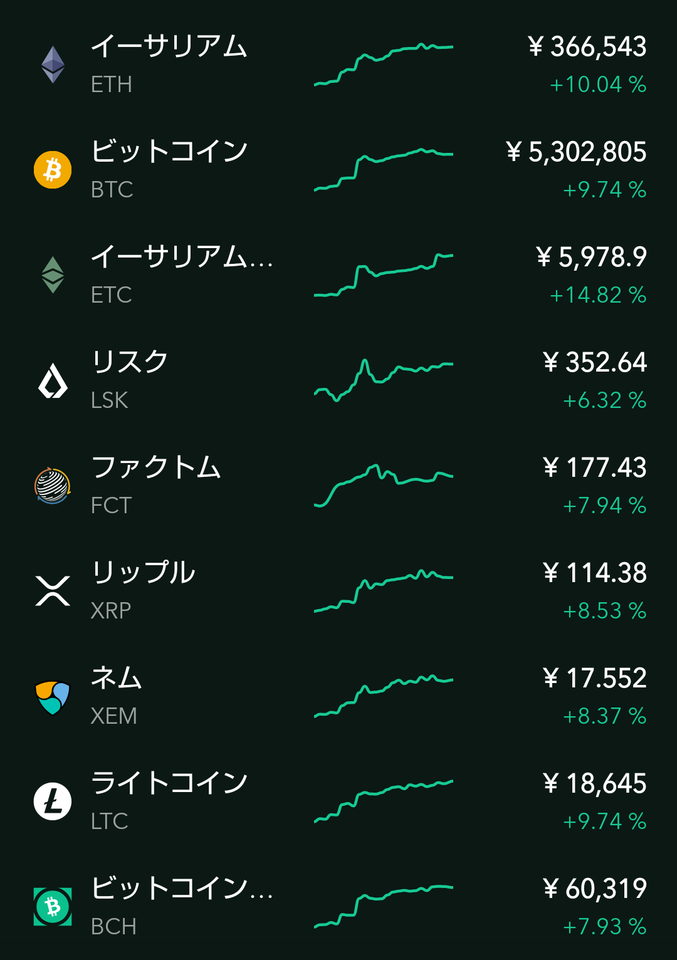 イーサリアム ¥ 366,543
ETH +10.04 %
ビットコイン ¥ 5,302,805
BTC +9.74 %
イーサリアム... ¥ 5,978.9
ETC +14.82 %
リスク ¥ 352.64
LSK +6.32 %
ファクトム ¥ 177.43
FCT +7.94 %
リップル ¥ 114.38
XRP +8.53 %
ネム ¥ 17.552
XEM +8.37 %
ライトコイン ¥ 18,645
LTC +9.74 %
ビットコイン... ¥ 60,319
BCH +7.93 %